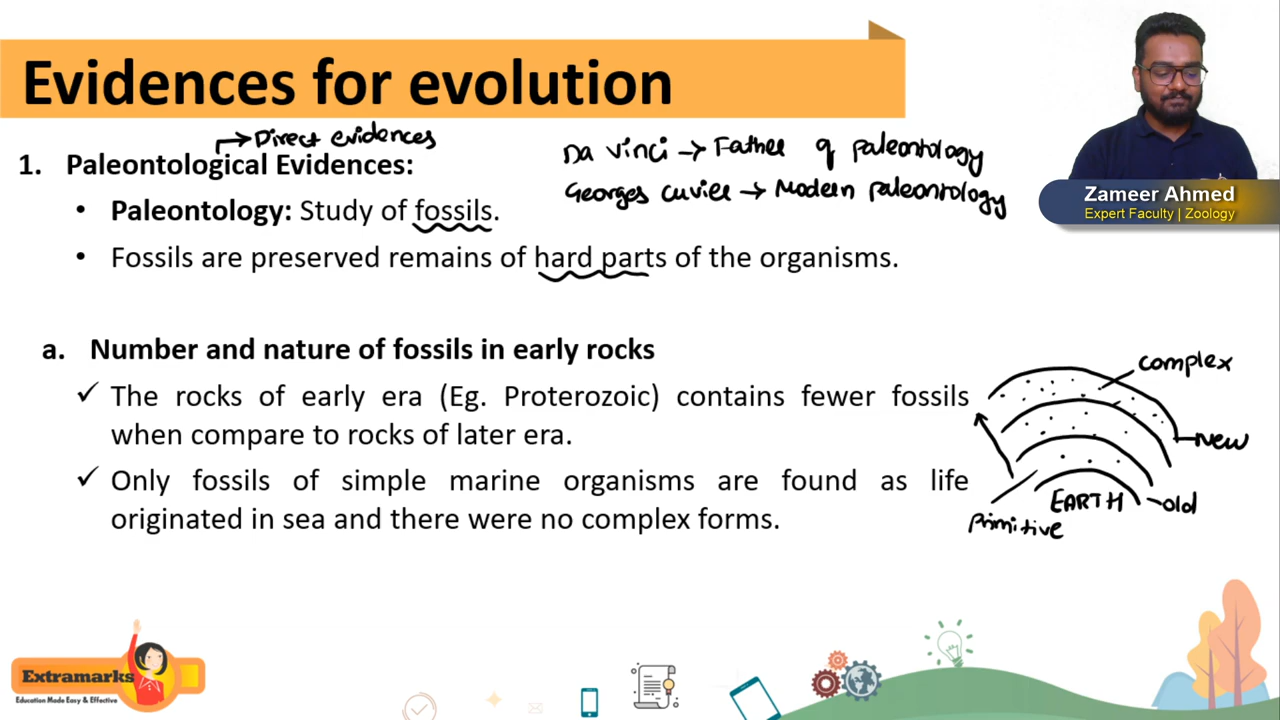 Evidences for evolution
Direct evidences
1. Paleontological Evidences:
Da vinci → Father of paleontology
Georges cuvier → Modern paleontology
Zameer Ahmed
Expert Faculty | Zoology
• Paleontology: Study of fossils.
• Fossils are preserved remains of hard parts of the organisms.
a. Number and nature of fossils in early rocks
✓ The rocks of early era (Eg. Proterozoic) contains fewer fossils
when compare to rocks of later era.
✓ Only fossils of simple marine organisms are found as life
originated in sea and there were no complex forms.
complex
New
EARTH
old
Primitive
Extramarks
Education Made Easy & Effective